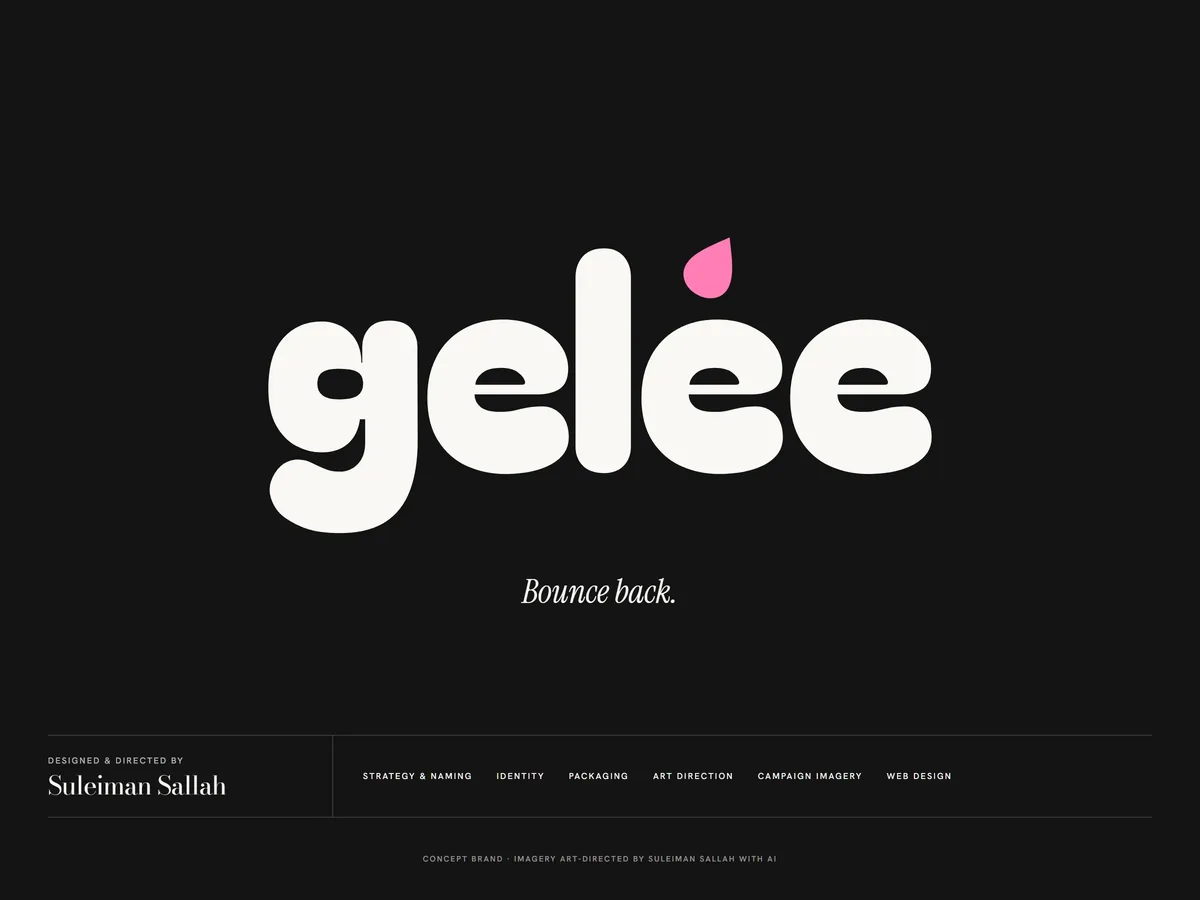 gelée
Bounce back.
DESIGNED & DIRECTED BY
Suleiman Sallah
STRATEGY & NAMING IDENTITY PACKAGING ART DIRECTION CAMPAIGN IMAGERY WEB DESIGN
CONCEPT BRAND · IMAGERY ART-DIRECTED BY SULEIMAN SALLAH WITH AI